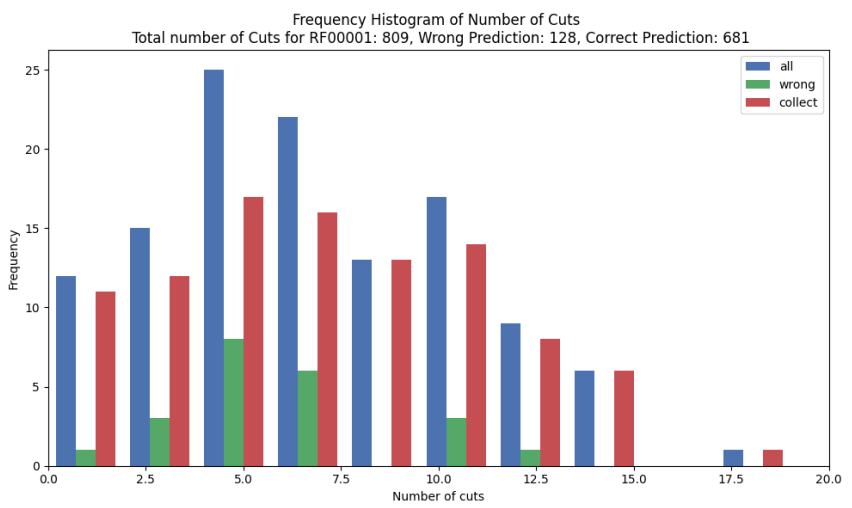 Frequency Histogram of Number of Cuts
Total number of Cuts for RF00001: 809, Wrong Prediction: 128, Correct Prediction: 681
all
wrong
collect
25
20
15
10
5
0
Frequency
0.0 2.5 5.0 7.5 10.0 12.5 15.0 17.5 20.0
Number of cuts